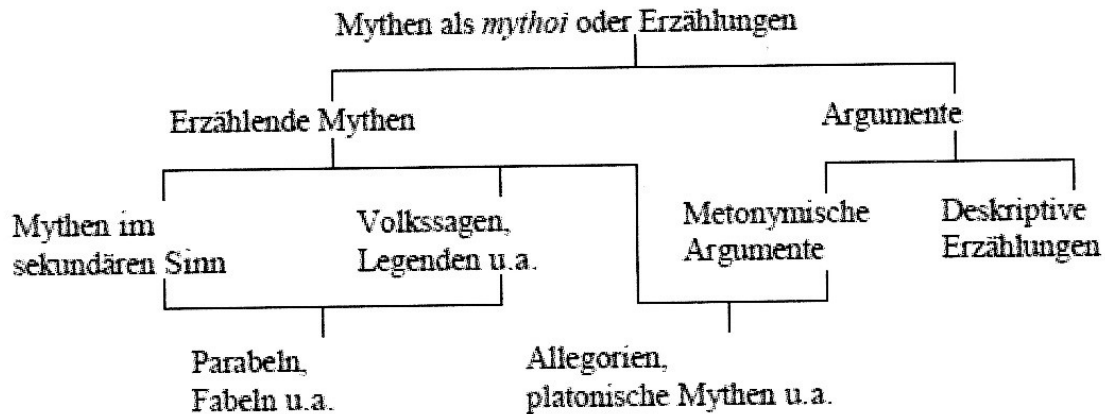 Mythen als mythoi oder Erzählungen
Erzählende Mythen
Argumente
Mythen im
sekundären Sinn
Volkssagen,
Legenden u.a.
Metonymische
Argumente
Deskriptive
Erzählungen
Parabeln,
Fabeln u.a.
Allegorien,
platonische Mythen u.a.